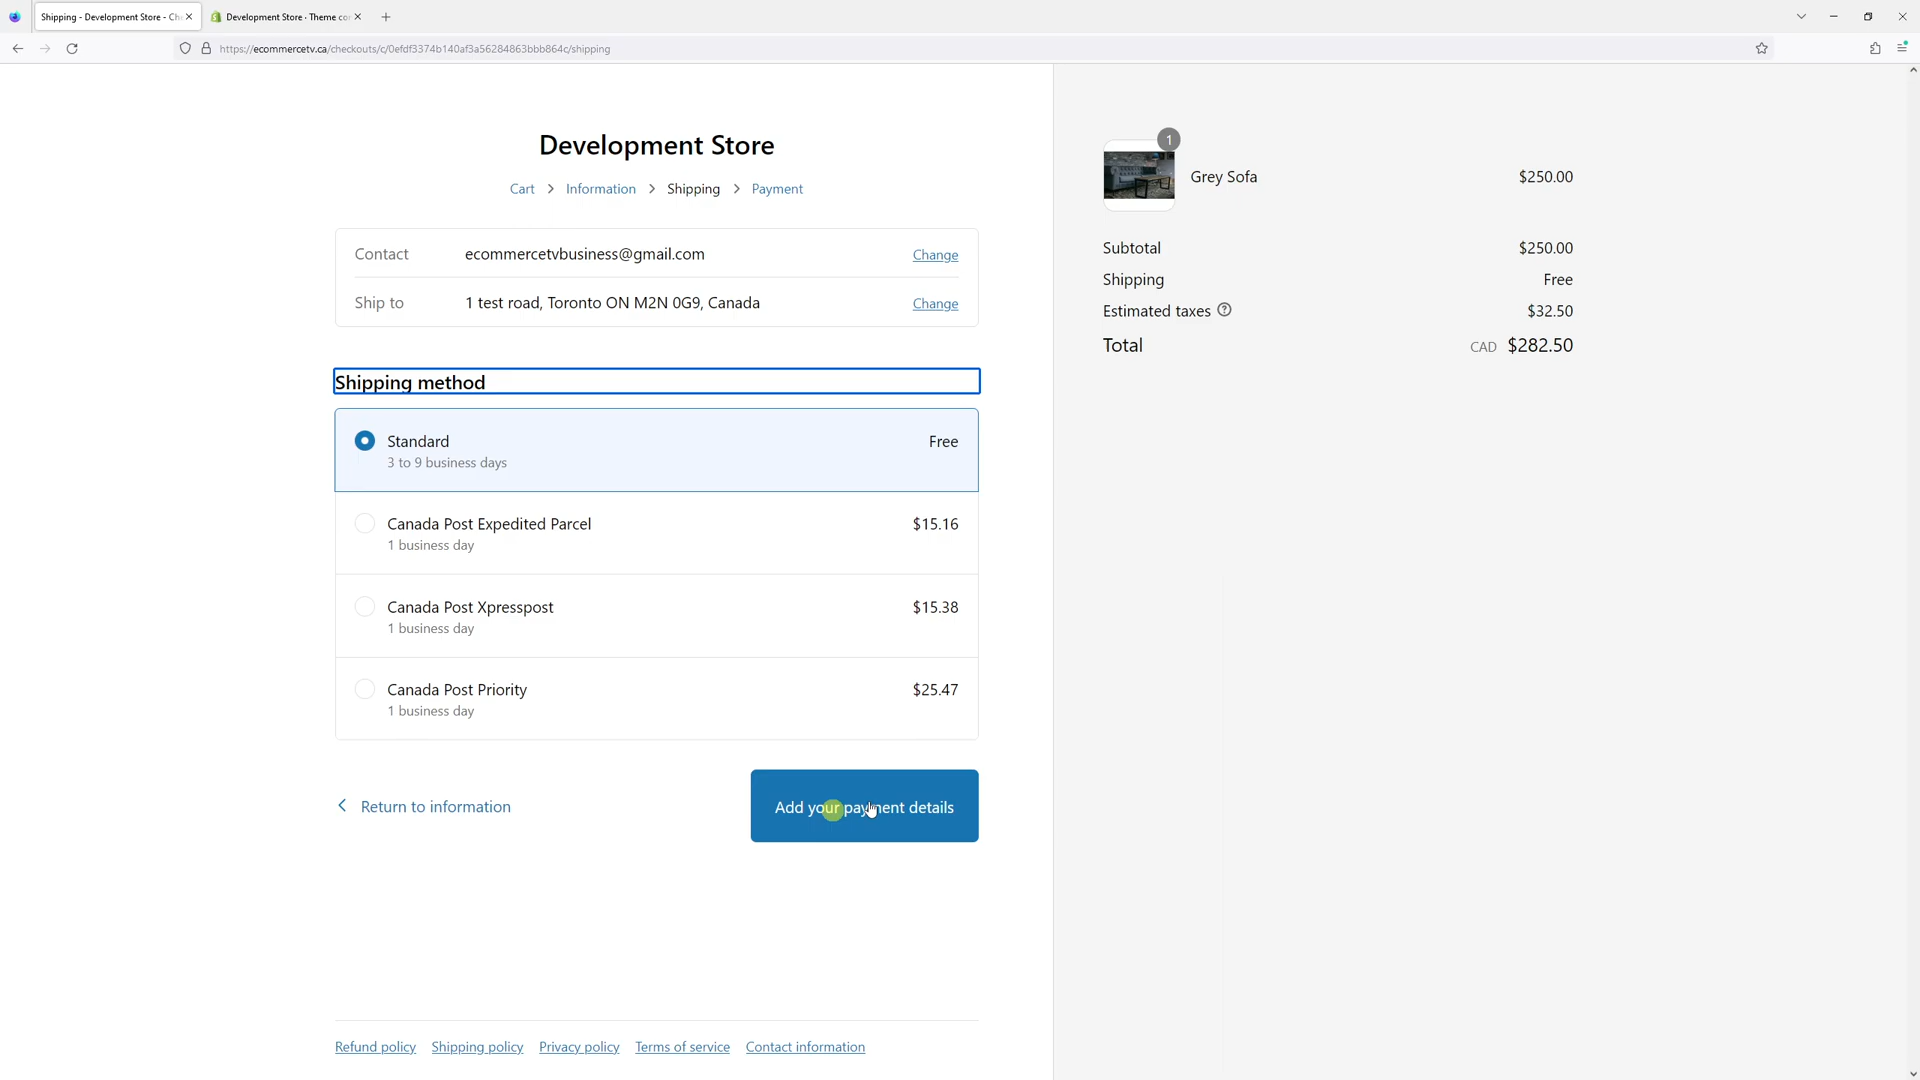 Shipping - Development Store - Ch
Development Store · Theme co
https://ecommercetv.ca/checkouts/c/0efdf3374b140af3a56284863bbb864c/shipping
Development Store
Cart > Information > Shipping > Payment
Contact ecommercetvbusiness@gmail.com Change
Ship to 1 test road, Toronto ON M2N 0G9, Canada Change
Shipping method
Standard Free
3 to 9 business days
Canada Post Expedited Parcel $15.16
1 business day
Canada Post Xpresspost $15.38
1 business day
Canada Post Priority $25.47
1 business day
Return to information
Add your payment details
Refund policy Shipping policy Privacy policy Terms of service Contact information
1
Grey Sofa $250.00
Subtotal $250.00
Shipping Free
Estimated taxes $32.50
Total CAD $282.50